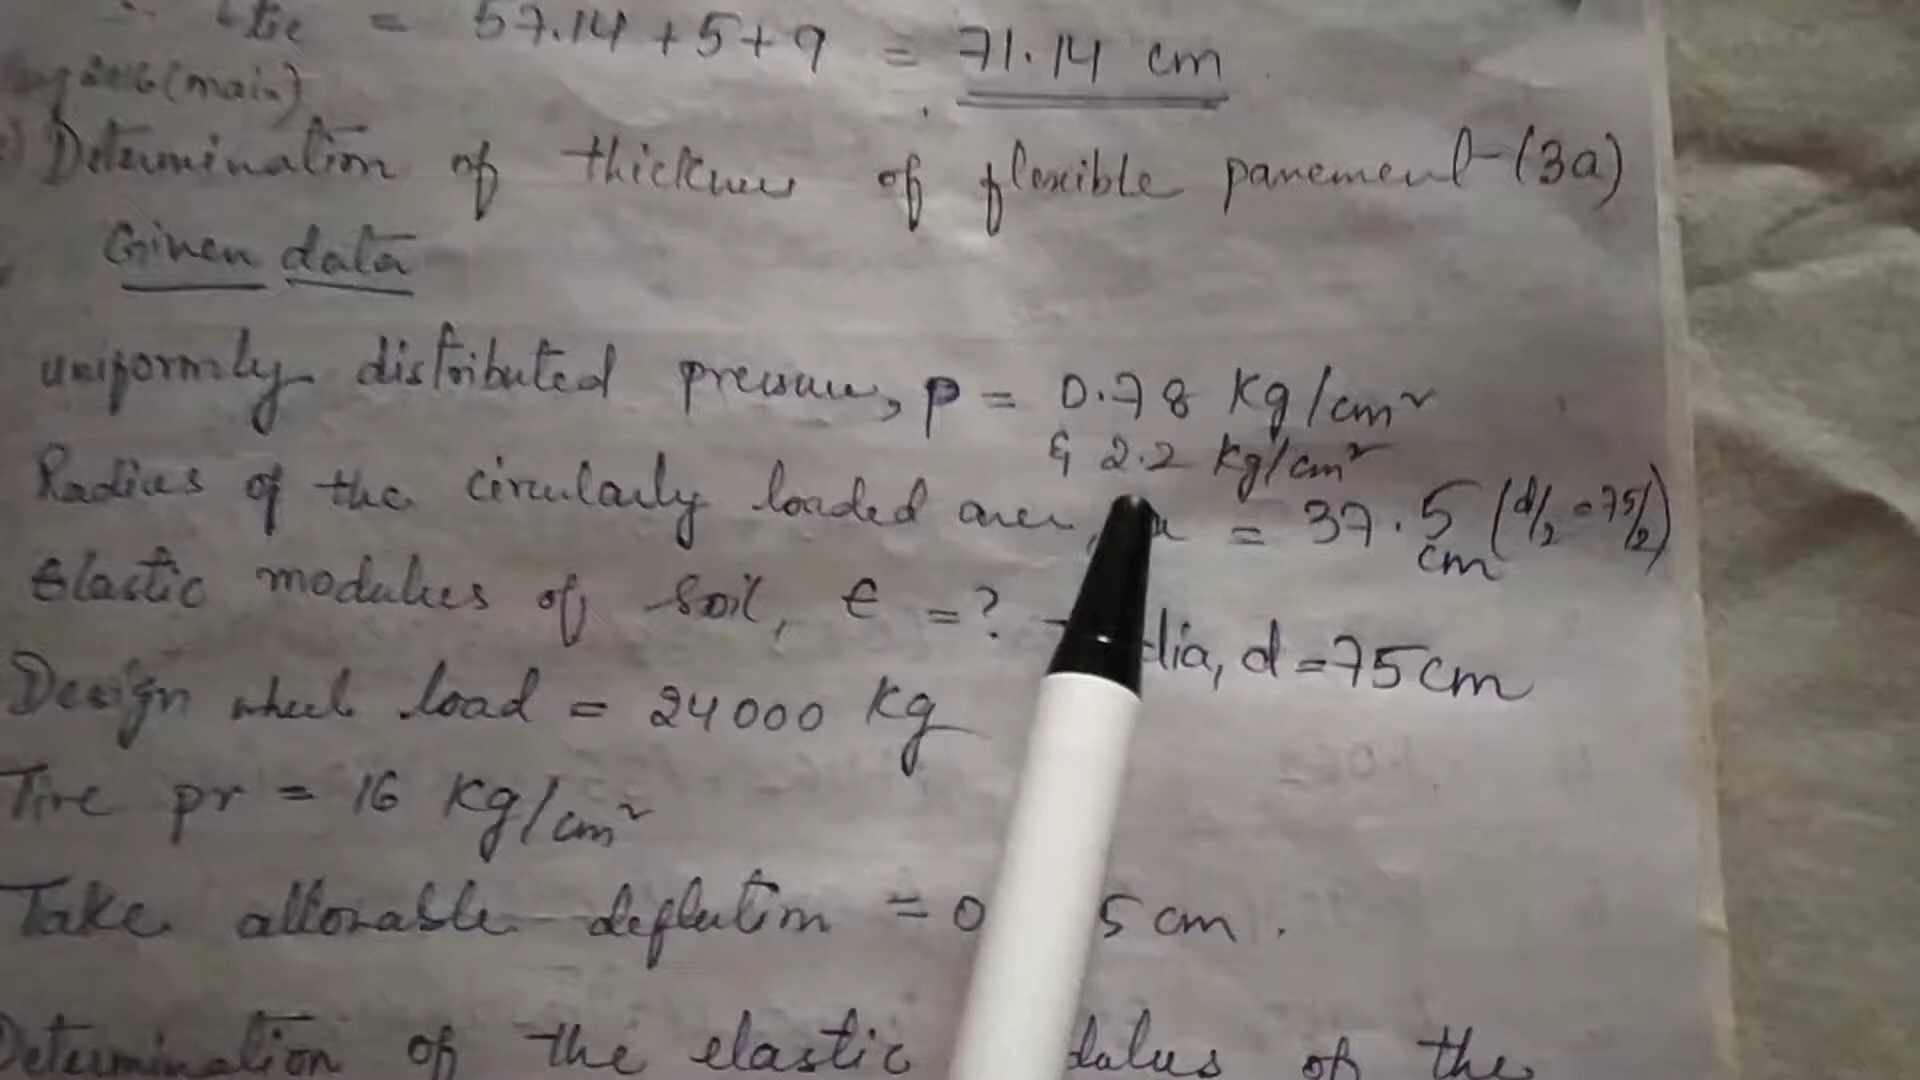 = 57.14 + 5 + 9 = 71.14 cm
2016 (main)
Determination of thickness of flexible pavement - (3a)
Given data
uniformly distributed pressure, p = 0.78 Kg/cm²
& 2.2 Kg/cm²
Radius of the circularly loaded area, = 37.5 cm (d/2 = 75/2)
Elastic modulus of soil, E = ? dia, d = 75 cm
Design wheel load = 24000 Kg
Tire pr = 16 Kg/cm²
Take allowable deflection = 0 5 cm.
Determination of the elastic dulus of the